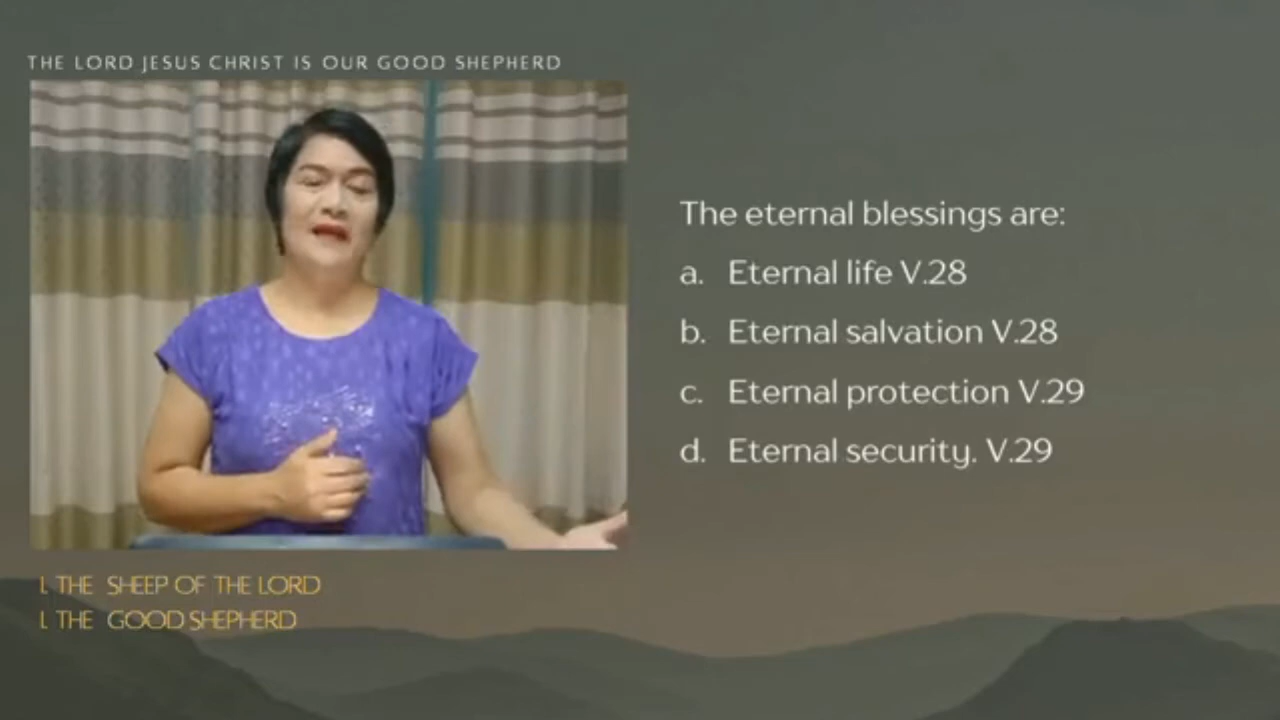 THE LORD JESUS CHRIST IS OUR GOOD SHEPHERD
The eternal blessings are:
a. Eternal life V.28
b. Eternal salvation V.28
c. Eternal protection V.29
d. Eternal security. V.29
I. THE SHEEP OF THE LORD
I. THE GOOD SHEPHERD